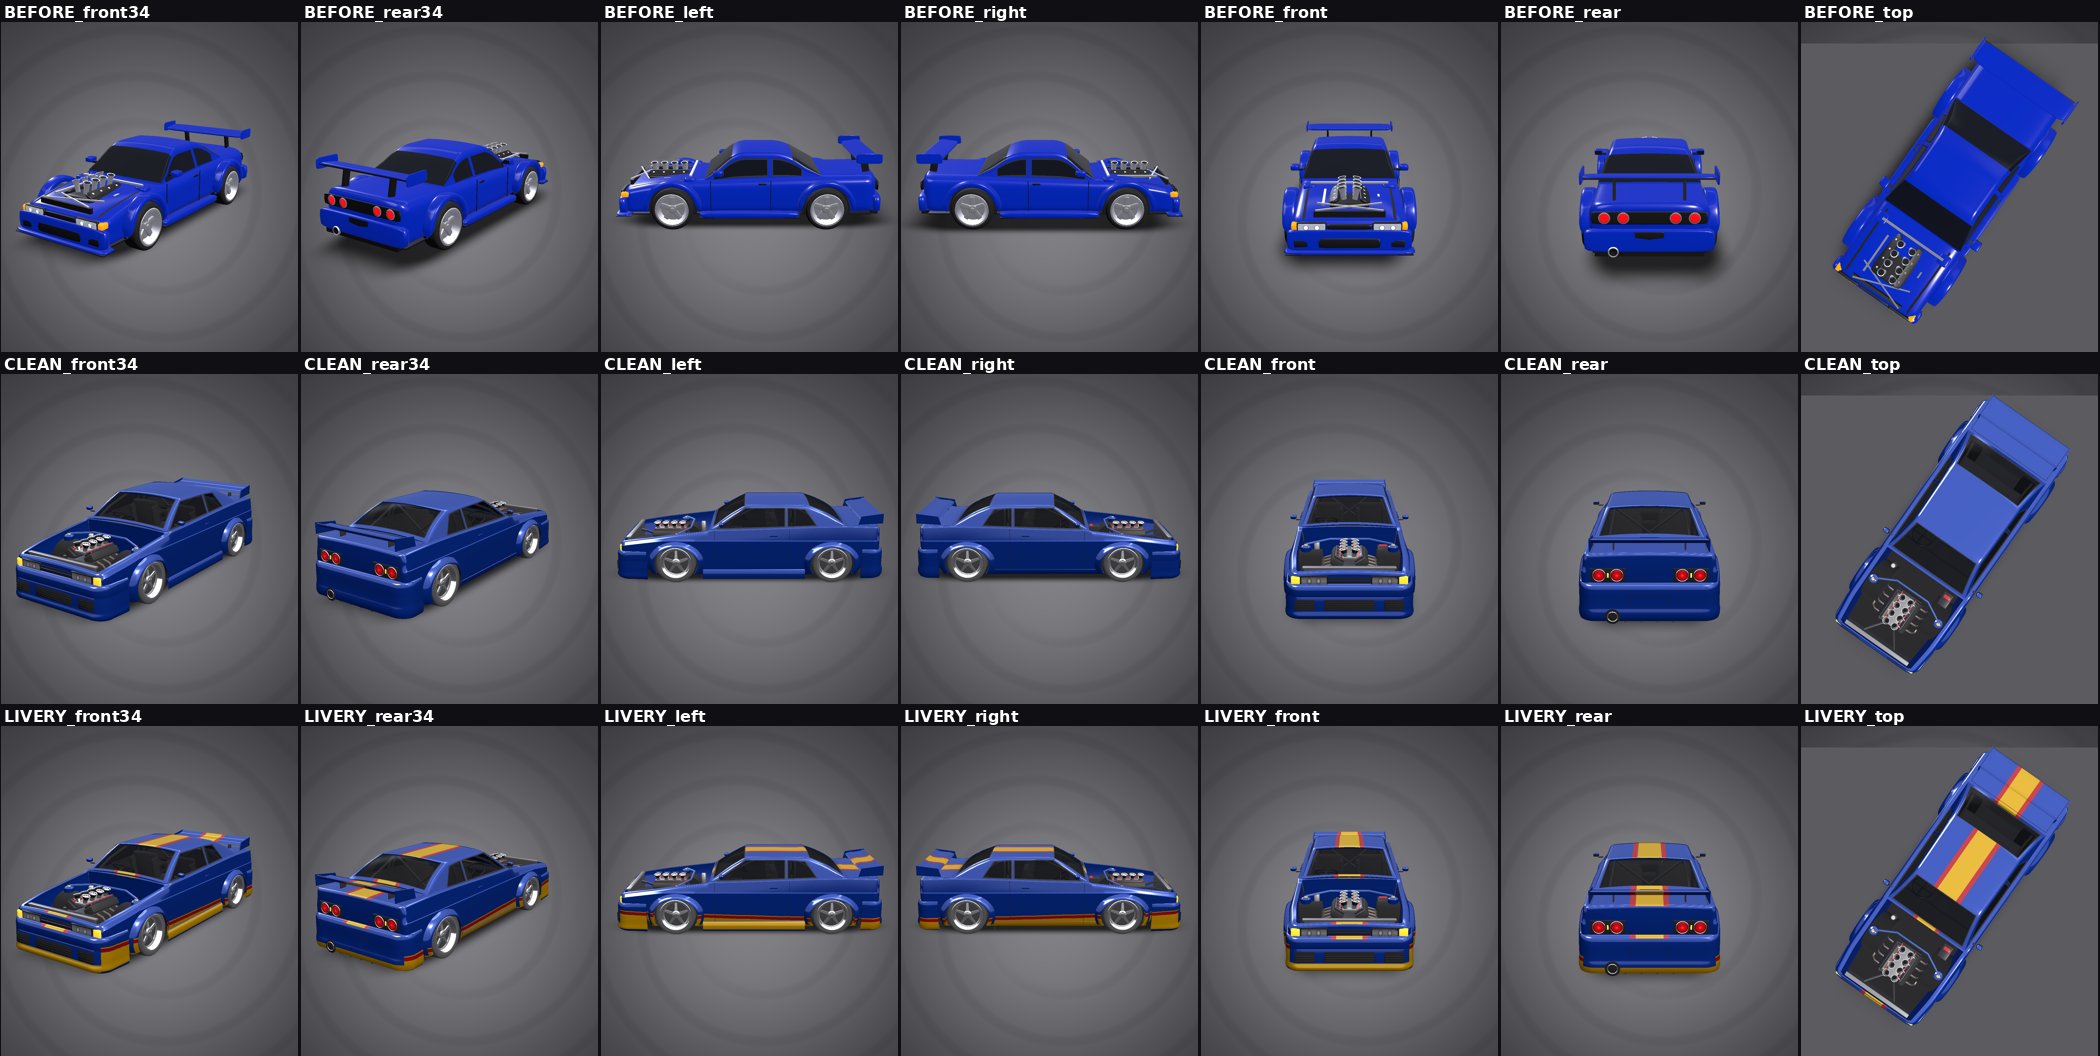 BEFORE_front34
BEFORE_rear34
BEFORE_left
BEFORE_right
BEFORE_front
BEFORE_rear
BEFORE_top
CLEAN_front34
CLEAN_rear34
CLEAN_left
CLEAN_right
CLEAN_front
CLEAN_rear
CLEAN_top
LIVERY_front34
LIVERY_rear34
LIVERY_left
LIVERY_right
LIVERY_front
LIVERY_rear
LIVERY_top